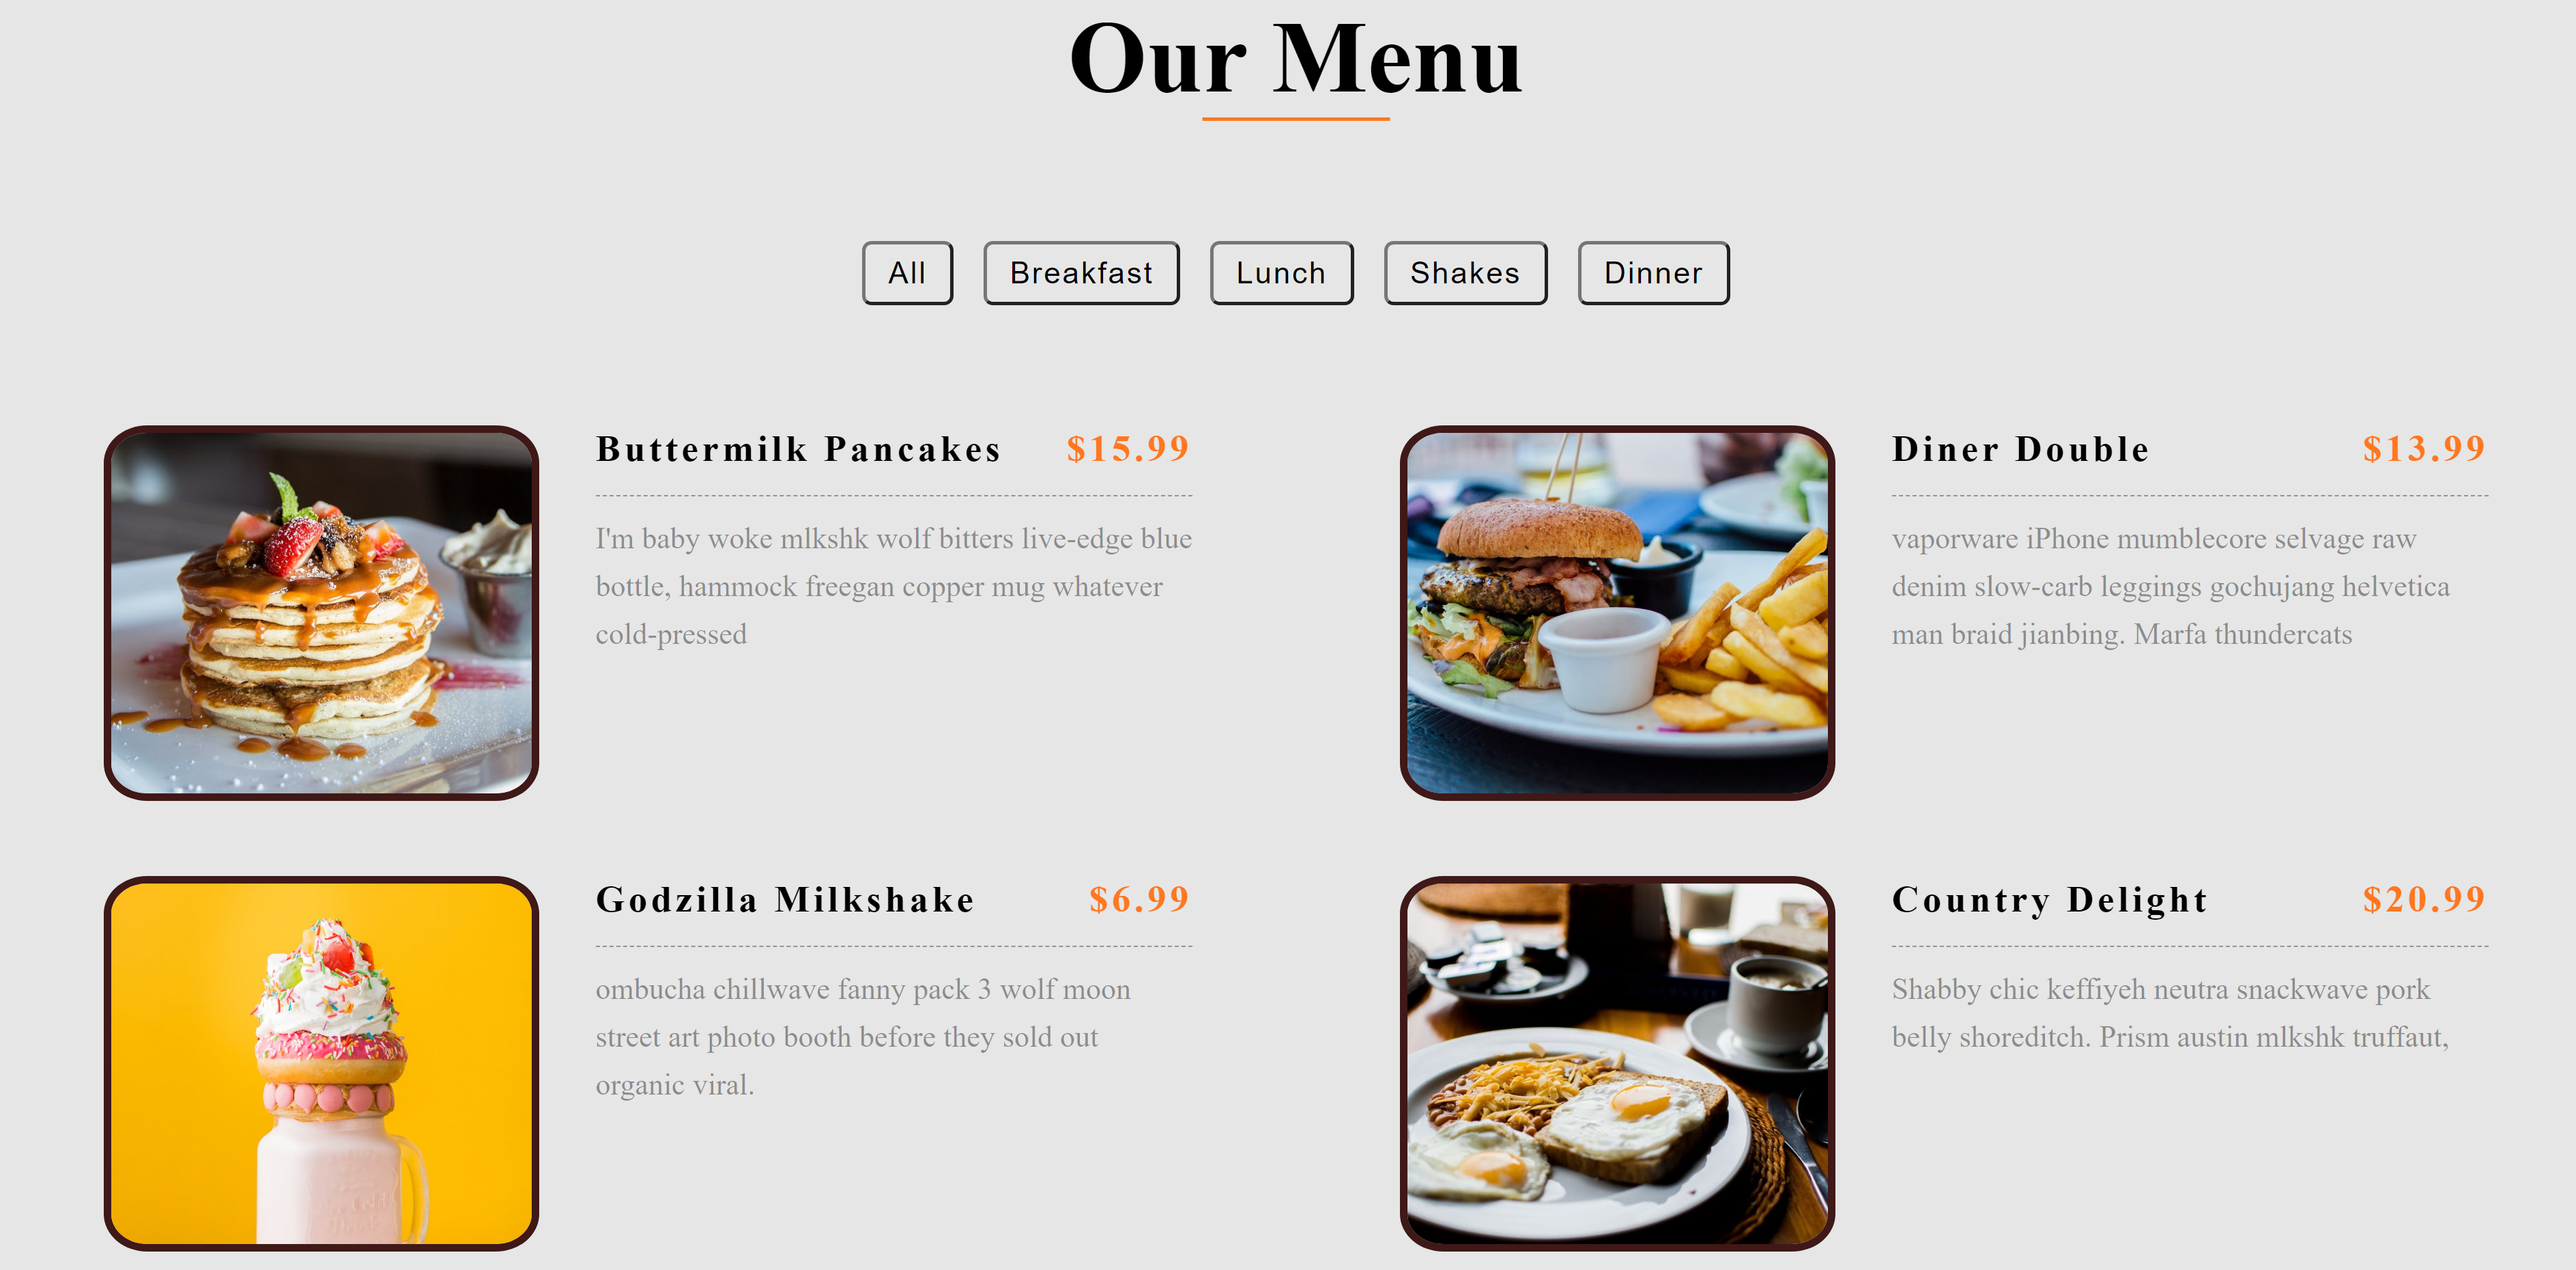 Our Menu
All
Breakfast
Lunch
Shakes
Dinner
Buttermilk Pancakes
$15.99
I'm baby woke mlkshk wolf bitters live-edge blue
bottle, hammock freegan copper mug whatever
cold-pressed
Diner Double
$13.99
vaporware iPhone mumblecore selvage raw
denim slow-carb leggings gochujang helvetica
man braid jianbing. Marfa thundercats
Godzilla Milkshake
$6.99
ombucha chillwave fanny pack 3 wolf moon
street art photo booth before they sold out
organic viral.
Country Delight
$20.99
Shabby chic keffiyeh neutra snackwave pork
belly shoreditch. Prism austin mlkshk truffaut,